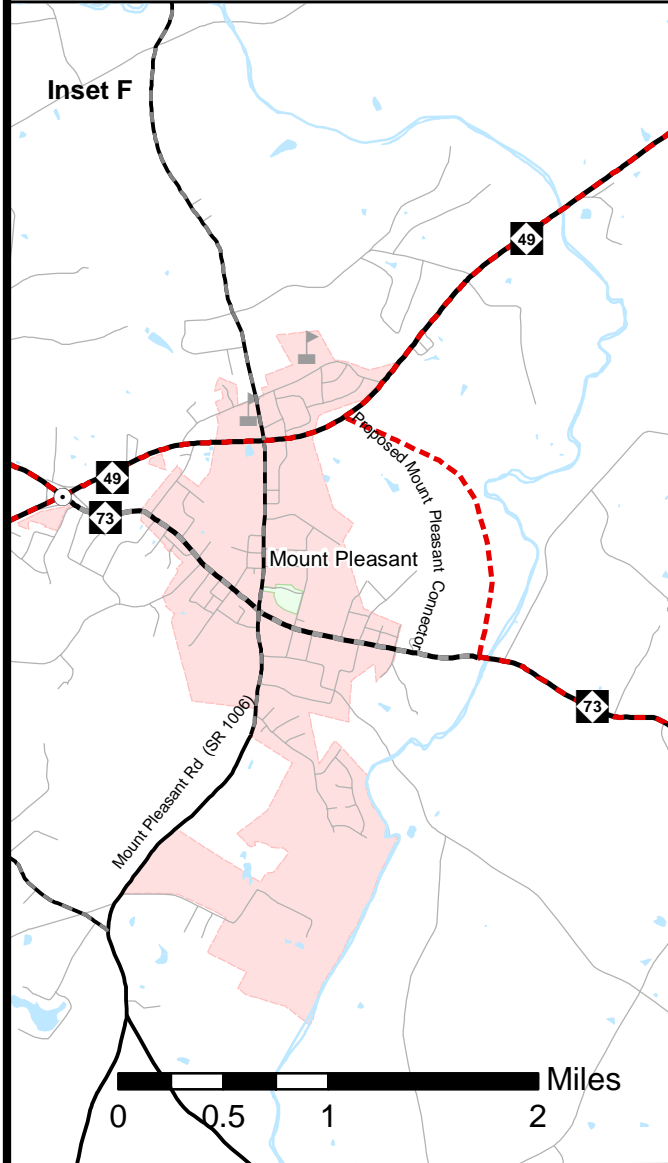 Inset F
49
Proposed Mount Pleasant Connector
49
73
Mount Pleasant
Mount Pleasant Rd (SR 1006)
73
Miles
0 0.5 1 2